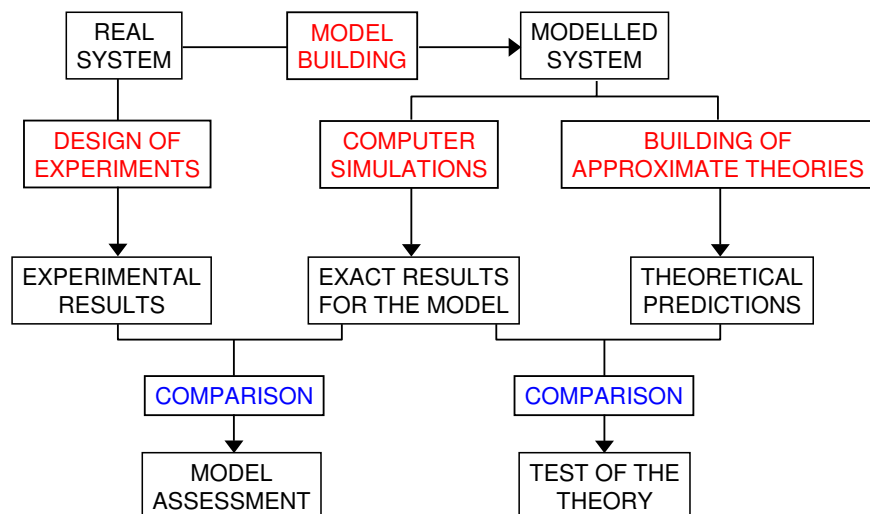 REAL
SYSTEM
MODEL
BUILDING
MODELLED
SYSTEM
DESIGN OF
EXPERIMENTS
COMPUTER
SIMULATIONS
BUILDING OF
APPROXIMATE THEORIES
EXPERIMENTAL
RESULTS
EXACT RESULTS
FOR THE MODEL
THEORETICAL
PREDICTIONS
COMPARISON
COMPARISON
MODEL
ASSESSMENT
TEST OF THE
THEORY